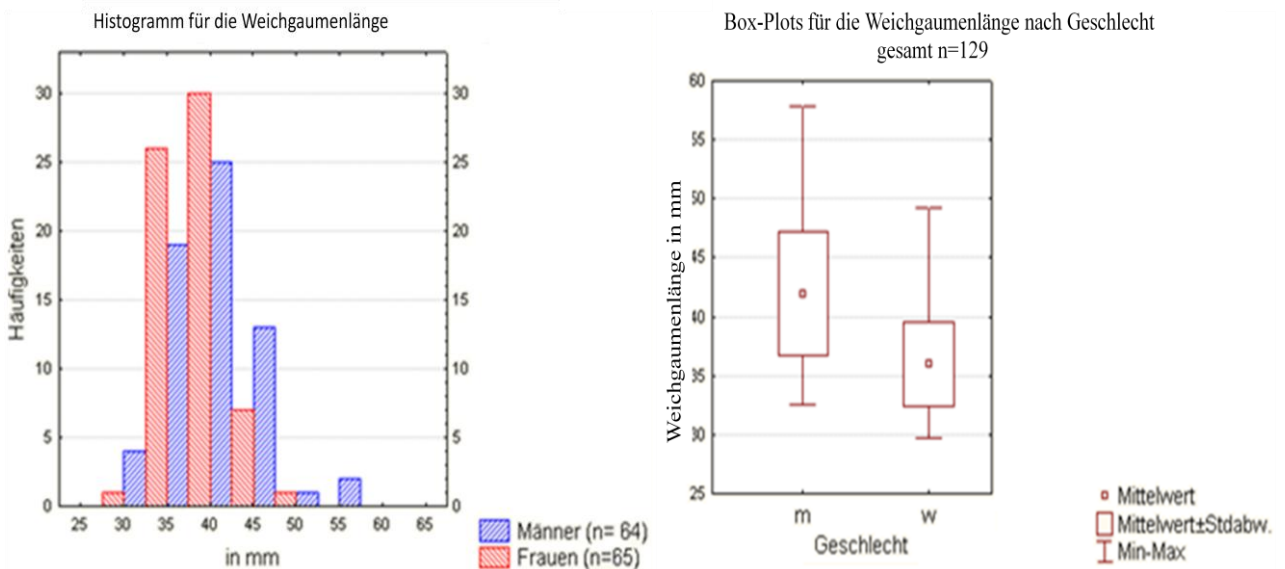 Histogramm für die Weichgaumenlänge
30
25
20
15
10
5
0
30
25
20
15
10
5
0
Häufigkeiten
25 30 35 40 45 50 55 60 65
in mm
Männer (n= 64)
Frauen (n=65)
Box-Plots für die Weichgaumenlänge nach Geschlecht
gesamt n=129
60
55
50
45
40
35
30
25
Weichgaumenlänge in mm
m w
Geschlecht
Mittelwert
Mittelwert±Stdabw.
Min-Max